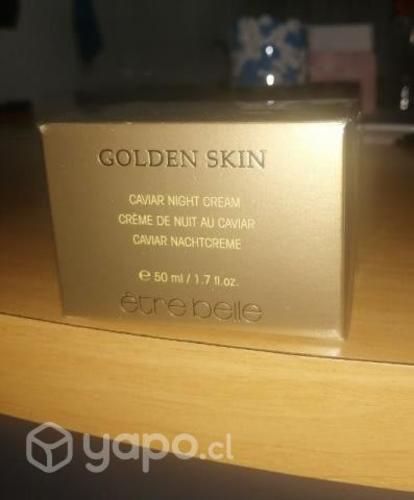 GOLDEN SKIN
CAVIAR NIGHT CREAM
CRÈME DE NUIT AU CAVIAR
CAVIAR NACHTCREME
℮ 50 ml / 1.7 fl.oz.
être belle
yapo.cl